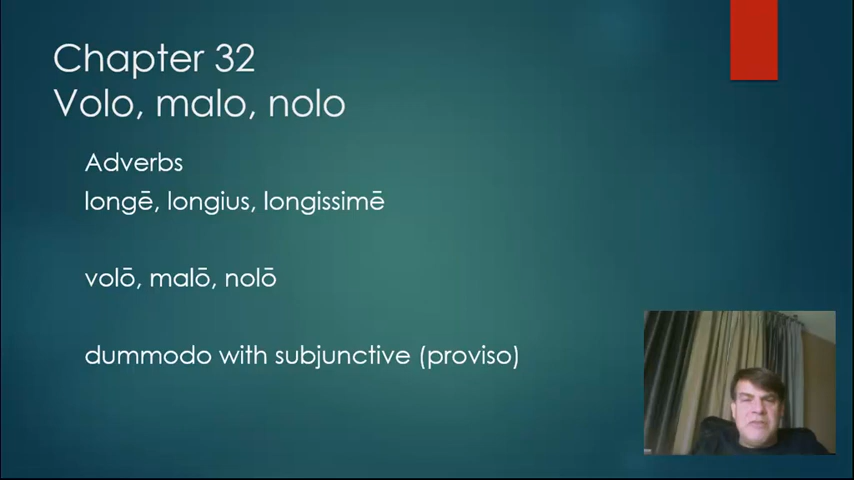 Chapter 32
Volo, malo, nolo
Adverbs
longē, longius, longissimē
volō, malō, nolō
dummodo with subjunctive (proviso)